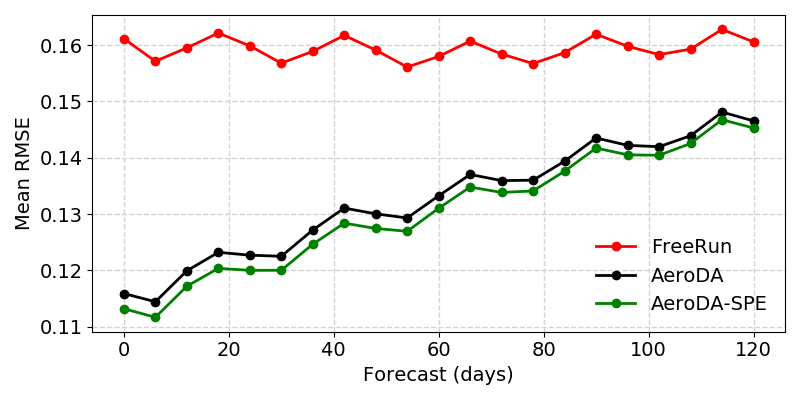 0.16
0.15
0.14
0.13
0.12
0.11
Mean RMSE
FreeRun
AeroDA
AeroDA-SPE
0 20 40 60 80 100 120
Forecast (days)